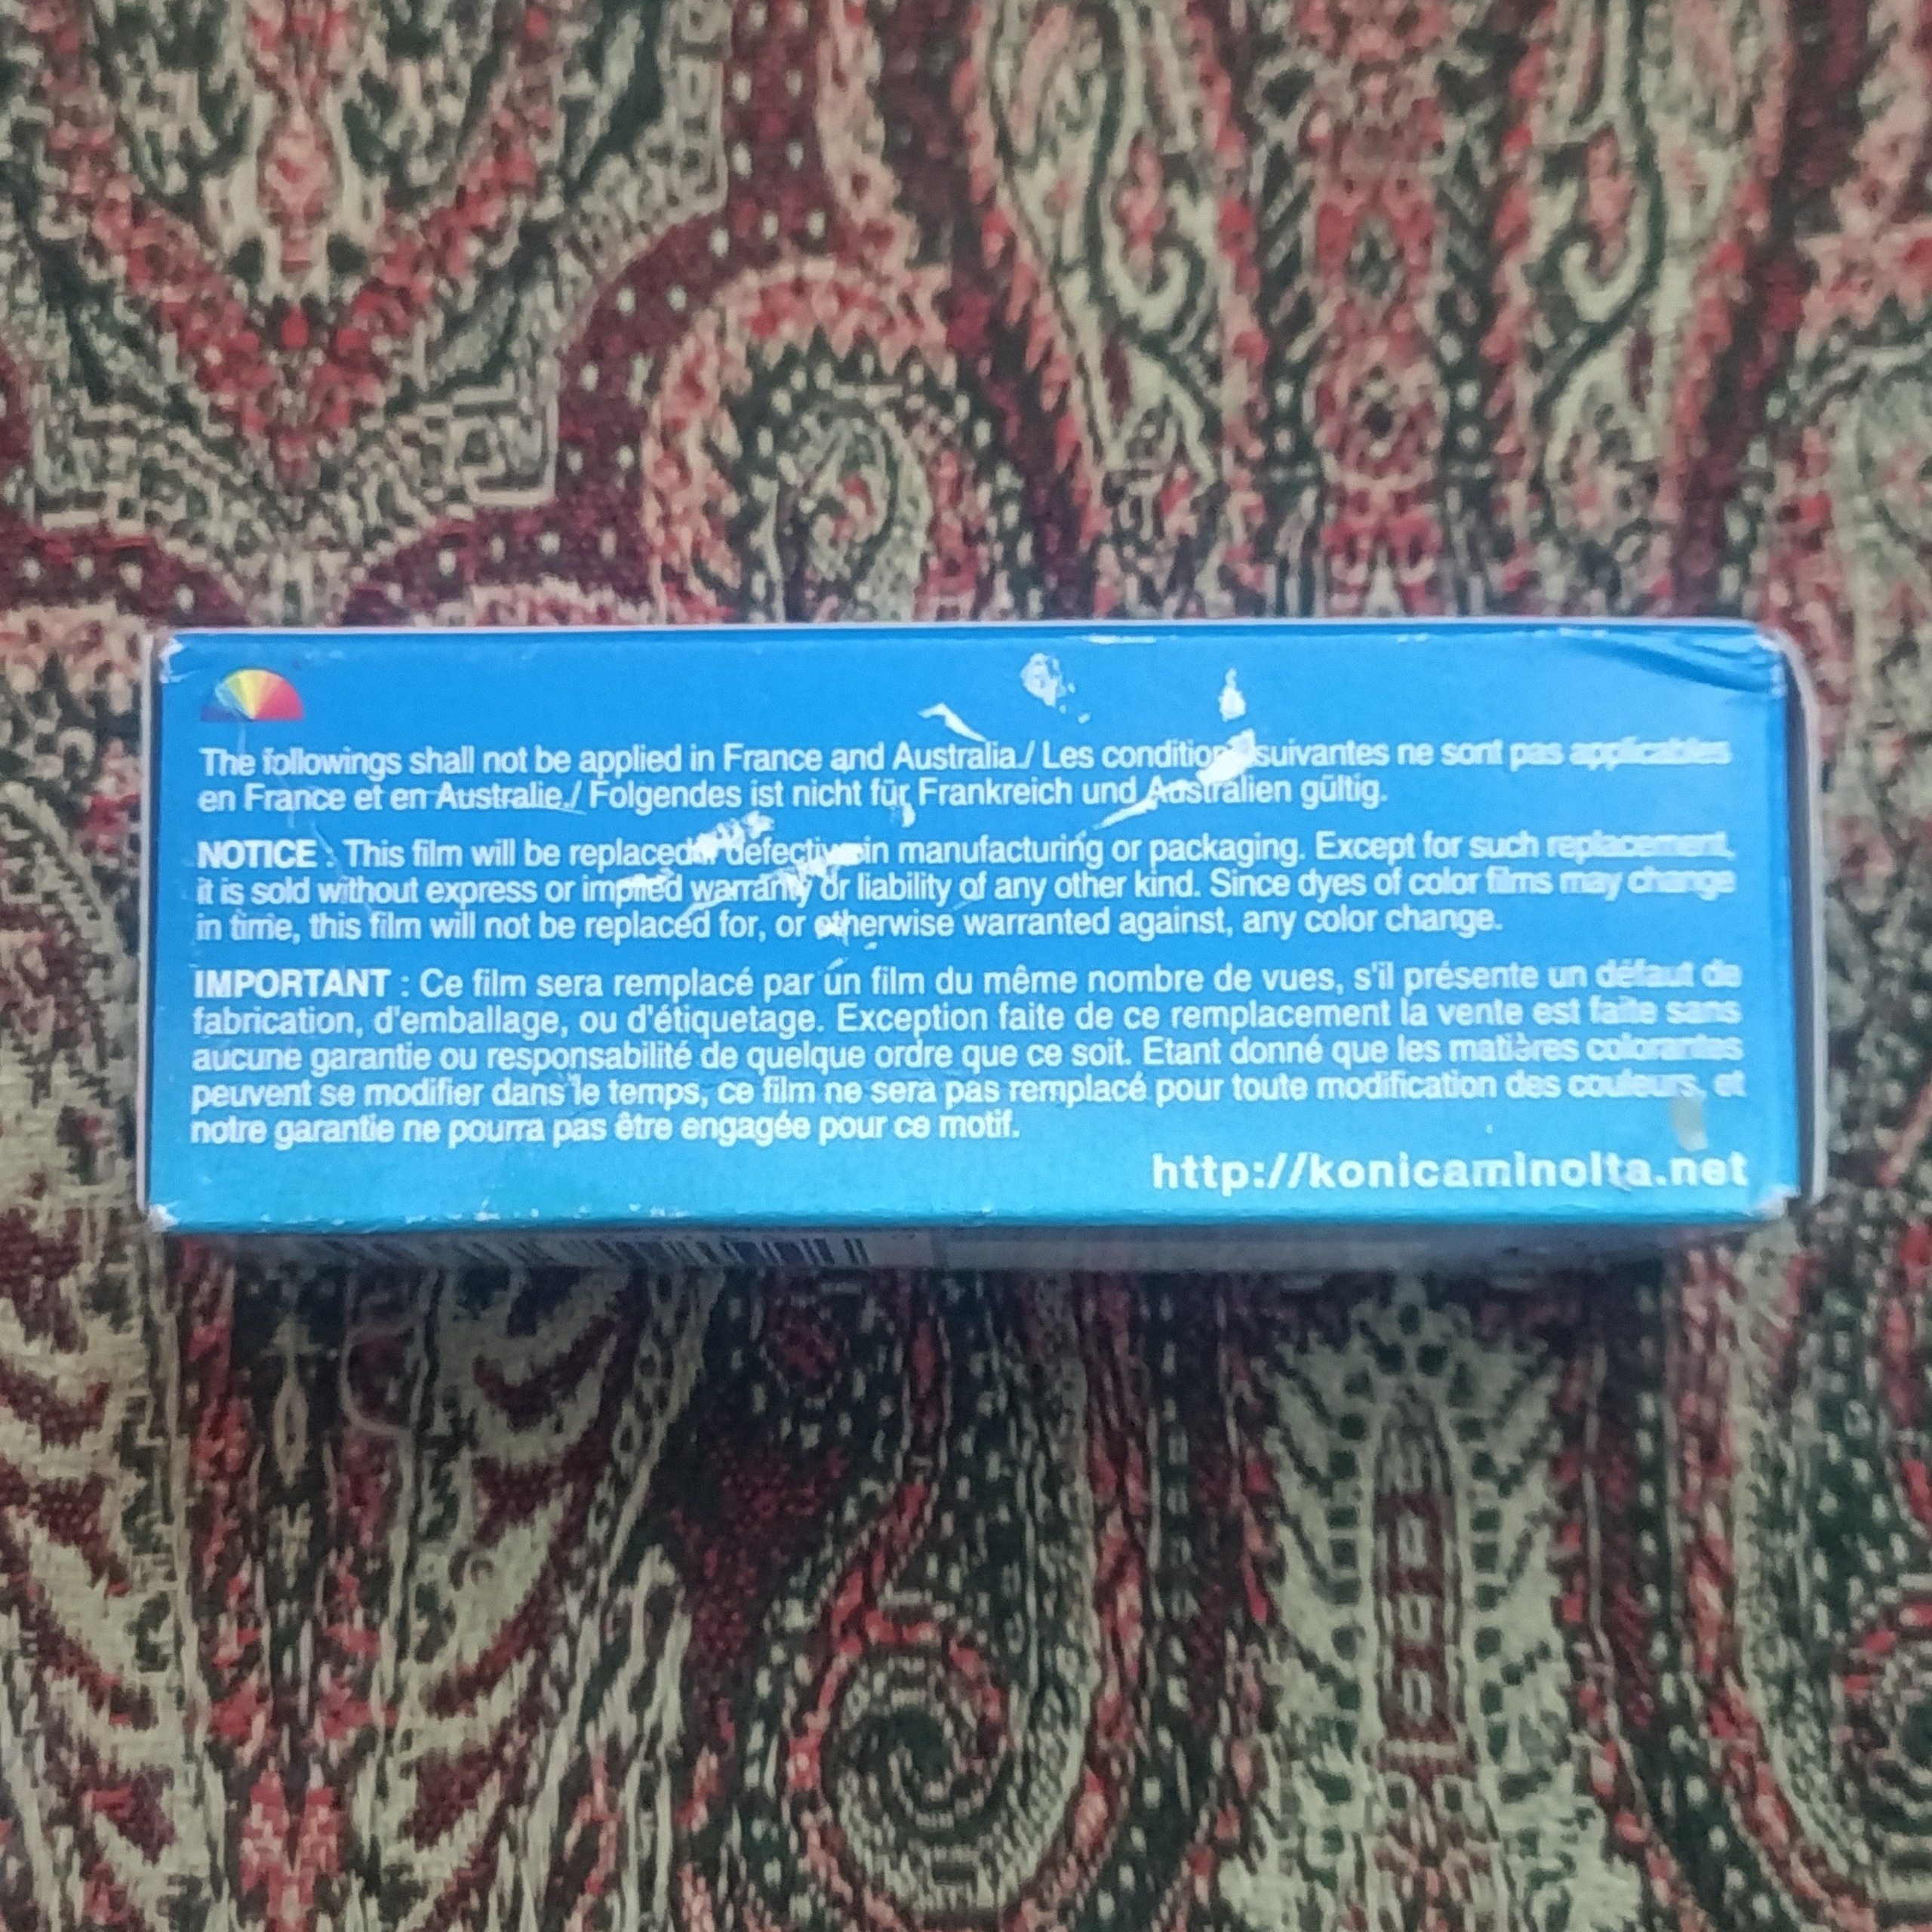 The followings shall not be applied in France and Australia./ Les conditions suivantes ne sont pas applicables
en France et en Australie./ Folgendes ist nicht für Frankreich und Australien gültig.
NOTICE : This film will be replaced if defective in manufacturing or packaging. Except for such replacement,
it is sold without express or implied warranty or liability of any other kind. Since dyes of color films may change
in time, this film will not be replaced for, or otherwise warranted against, any color change.
IMPORTANT : Ce film sera remplacé par un film du même nombre de vues, s'il présente un défaut de
fabrication, d'emballage, ou d'étiquetage. Exception faite de ce remplacement la vente est faite sans
aucune garantie ou responsabilité de quelque ordre que ce soit. Etant donné que les matières colorantes
peuvent se modifier dans le temps, ce film ne sera pas remplacé pour toute modification des couleurs, et
notre garantie ne pourra pas être engagée pour ce motif.
http://konicaminolta.net